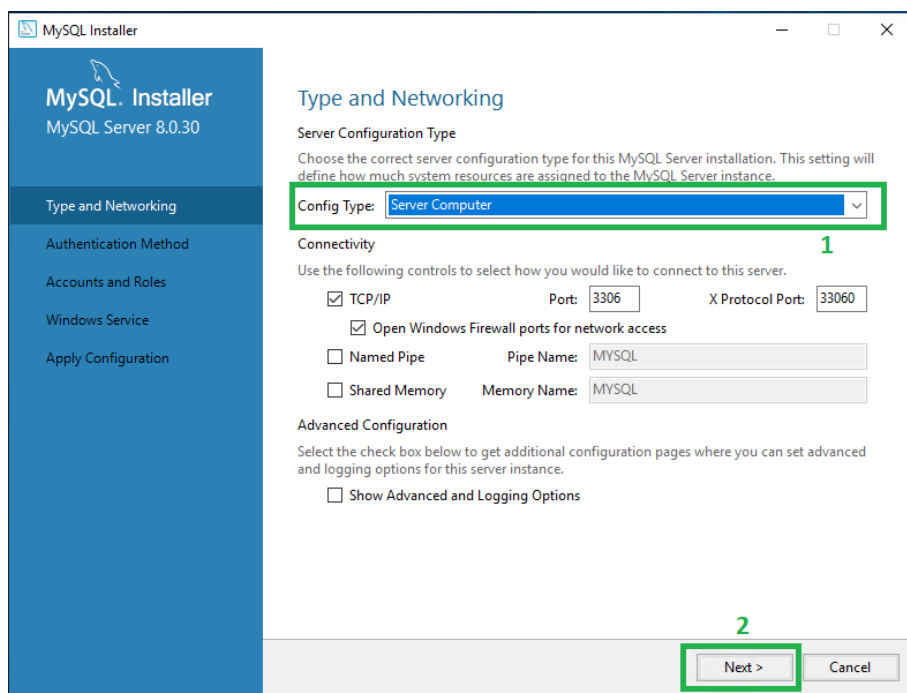 MySQL Installer
MySQL. Installer
MySQL Server 8.0.30
Type and Networking
Authentication Method
Accounts and Roles
Windows Service
Apply Configuration
Type and Networking
Server Configuration Type
Choose the correct server configuration type for this MySQL Server installation. This setting will
define how much system resources are assigned to the MySQL Server instance.
Config Type: Server Computer
1
Connectivity
Use the following controls to select how you would like to connect to this server.
TCP/IP Port: 3306 X Protocol Port: 33060
Open Windows Firewall ports for network access
Named Pipe Pipe Name: MYSQL
Shared Memory Memory Name: MYSQL
Advanced Configuration
Select the check box below to get additional configuration pages where you can set advanced
and logging options for this server instance.
Show Advanced and Logging Options
2
Next > Cancel